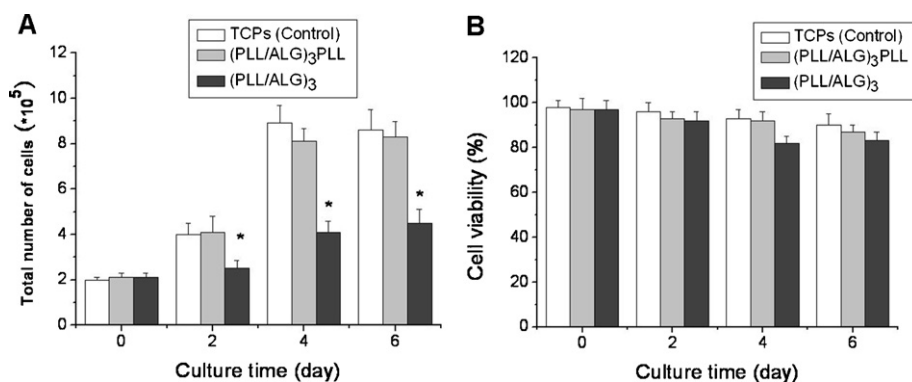 A
TCPs (Control)
(PLL/ALG)3PLL
(PLL/ALG)3
Total number of cells (*10^5)
12
10
8
6
4
2
0
*
*
*
0 2 4 6
Culture time (day)
B
TCPs (Control)
(PLL/ALG)3PLL
(PLL/ALG)3
Cell viability (%)
120
100
80
60
40
20
0
0 2 4 6
Culture time (day)